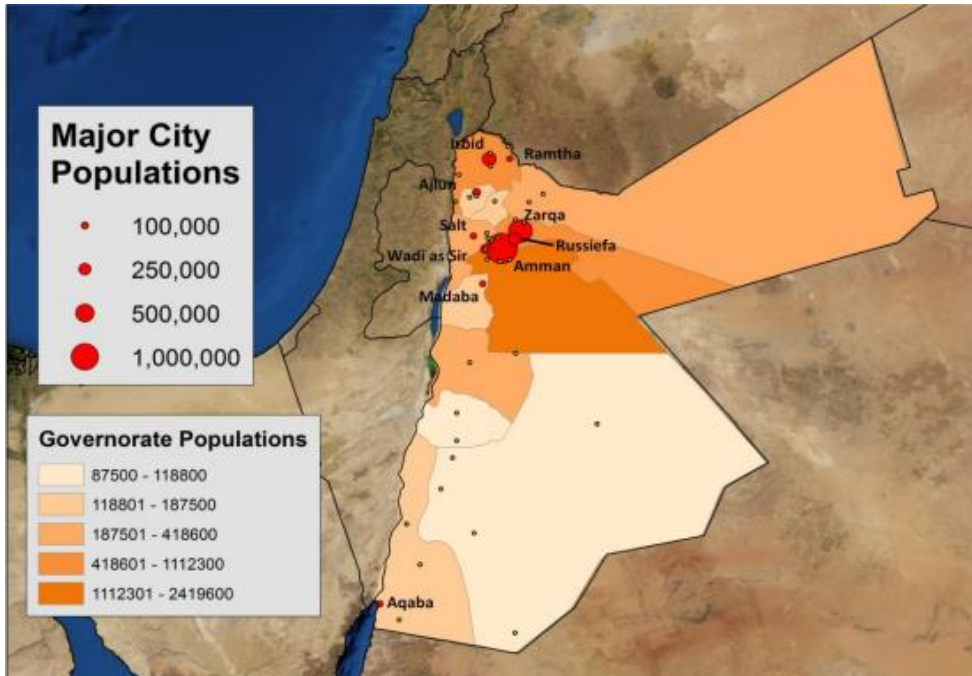 Major City
Populations
100,000
250,000
500,000
1,000,000
Governorate Populations
87500 - 118800
118801 - 187500
187501 - 418600
418601 - 1112300
1112301 - 2419600
Irbid
Ramtha
Ajlun
Zarqa
Salt
Russiefa
Wadi as Sir
Amman
Madaba
Aqaba